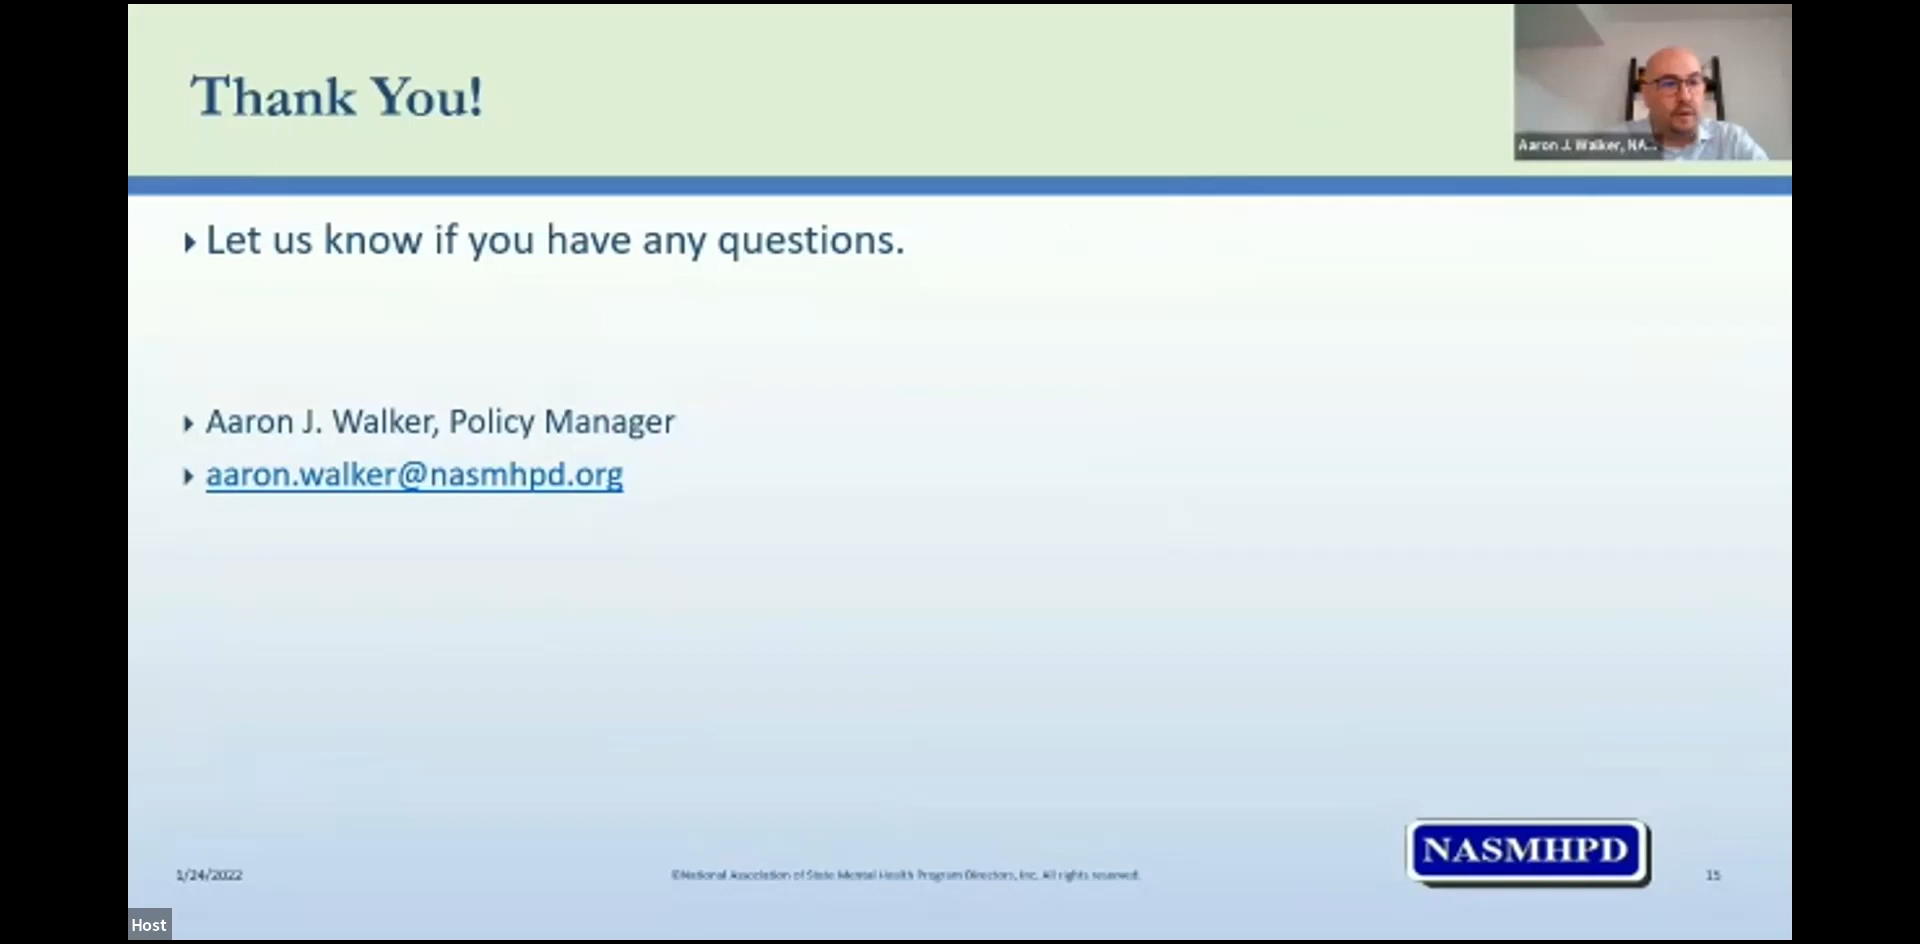 Thank You!
Aaron J. Walker, NA...
Let us know if you have any questions.
Aaron J. Walker, Policy Manager
aaron.walker@nasmhpd.org
NASMHPD
1/24/2022
©National Association of State Mental Health Program Directors, Inc. All rights reserved.
15
Host